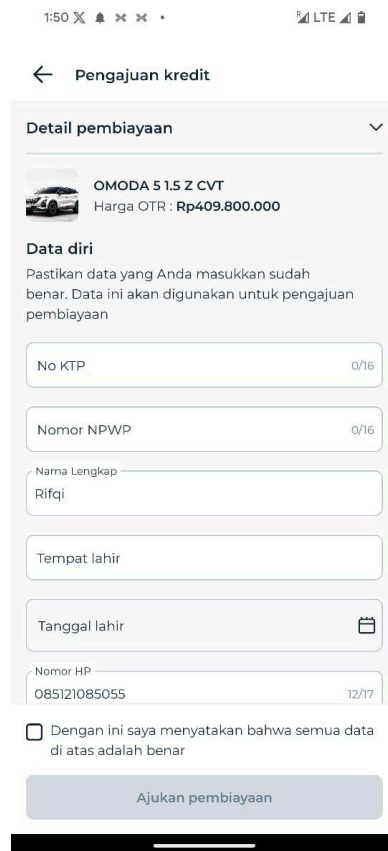 1:50
R LTE
Pengajuan kredit
Detail pembiayaan
OMODA 5 1.5 Z CVT
Harga OTR : Rp409.800.000
Data diri
Pastikan data yang Anda masukkan sudah
benar. Data ini akan digunakan untuk pengajuan
pembiayaan
No KTP 0/16
Nomor NPWP 0/16
Nama Lengkap
Rifqi
Tempat lahir
Tanggal lahir
Nomor HP
085121085055 12/17
Dengan ini saya menyatakan bahwa semua data
di atas adalah benar
Ajukan pembiayaan